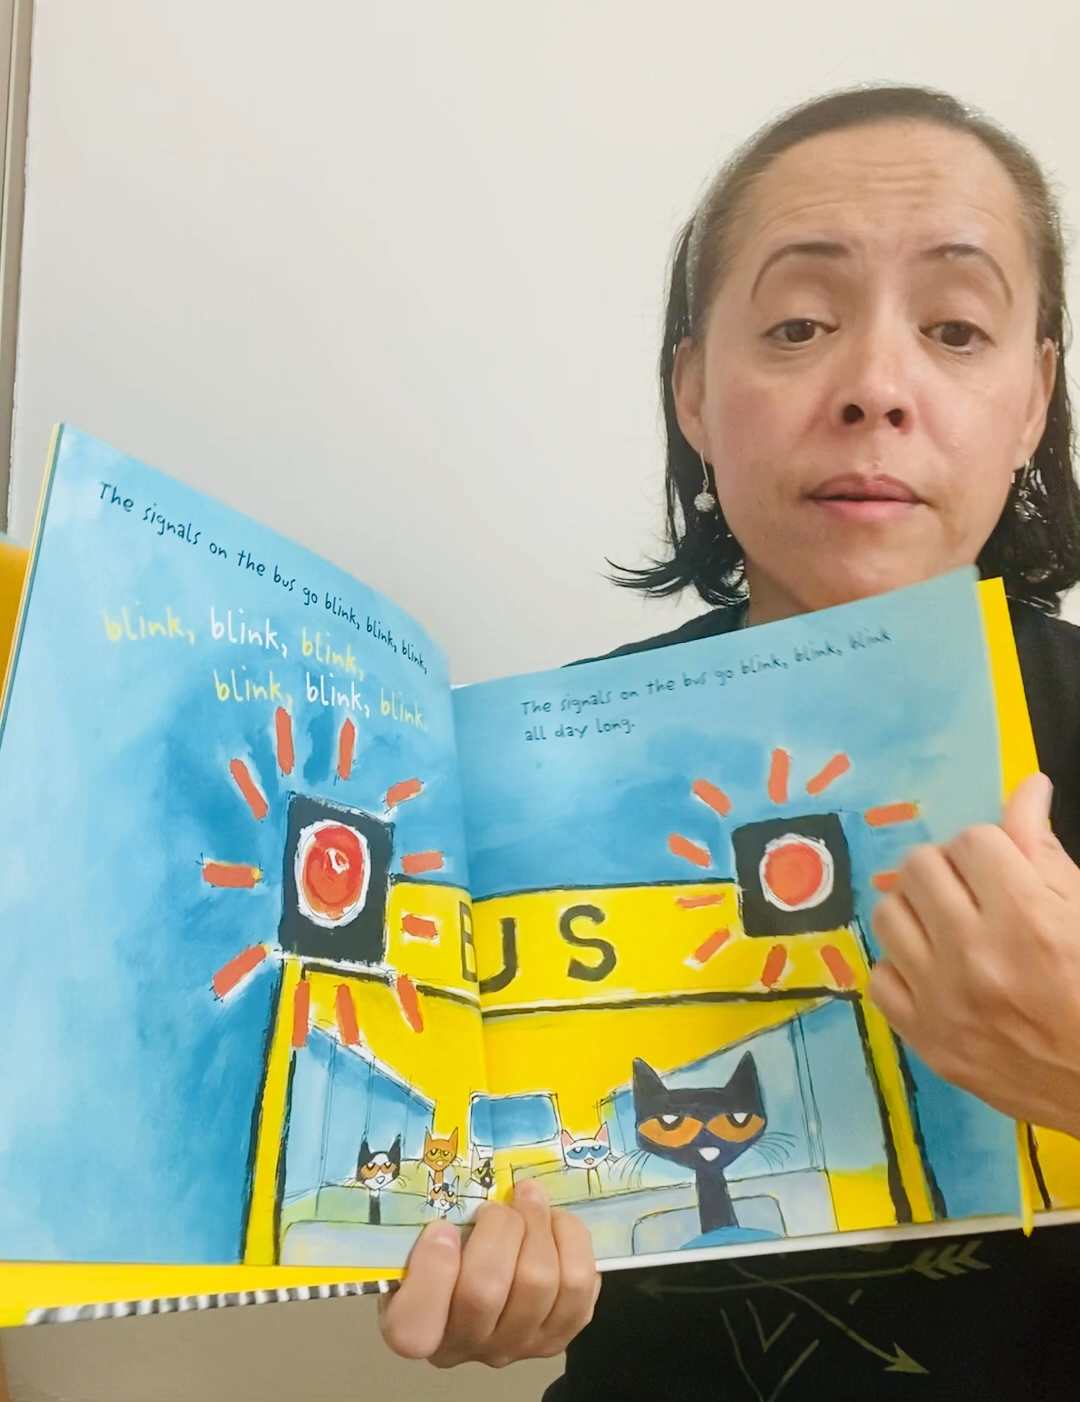 The signals on the bus go blink, blink, blink,
blink, blink, blink,
blink, blink, blink.
The signals on the bus go blink, blink, blink
all day long.
BUS